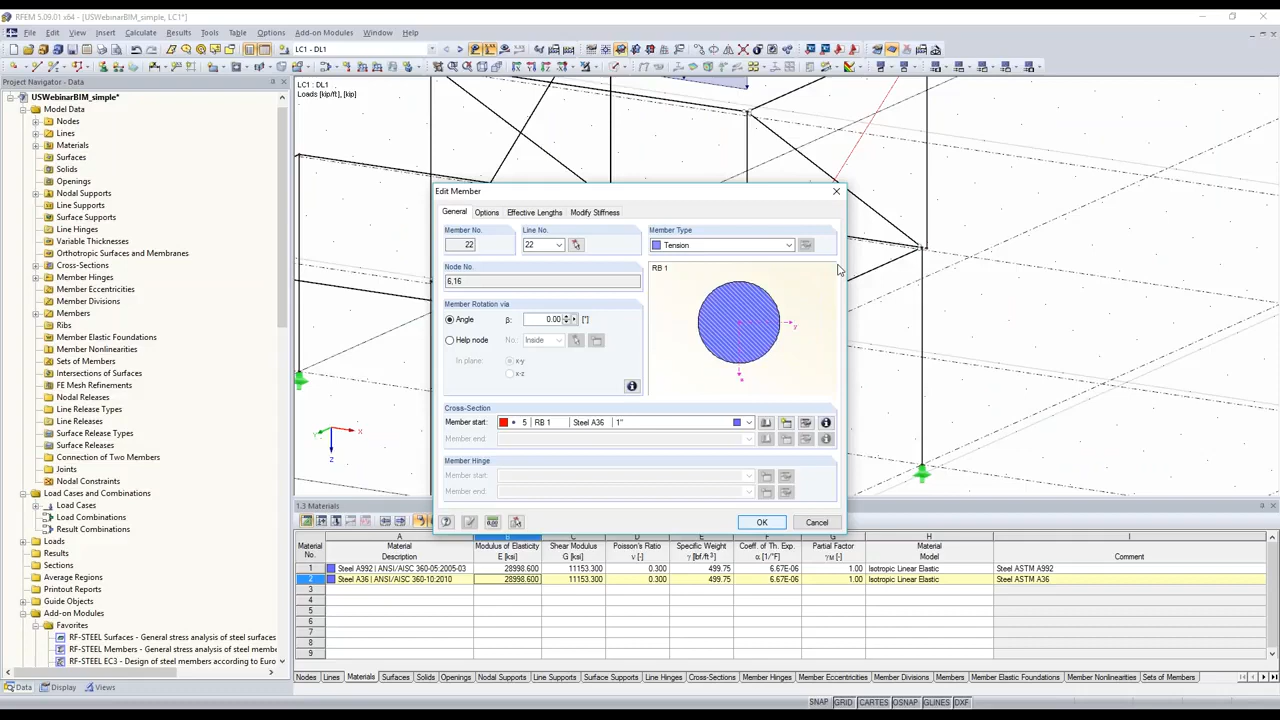 RFEM 5.09.01 x64 - [USWebinarBIM_simple, LC1*]
File Edit View Insert Calculate Results Tools Table Options Add-on Modules Window Help
LC1 - DL1
Project Navigator - Data
USWebinarBIM_simple*
Model Data
Nodes
Lines
Materials
Surfaces
Solids
Openings
Nodal Supports
Line Supports
Surface Supports
Line Hinges
Variable Thicknesses
Orthotropic Surfaces and Membranes
Cross-Sections
Member Hinges
Member Eccentricities
Member Divisions
Members
Ribs
Member Elastic Foundations
Member Nonlinearities
Sets of Members
Intersections of Surfaces
FE Mesh Refinements
Nodal Releases
Line Release Types
Line Releases
Surface Release Types
Surface Releases
Connection of Two Members
Joints
Nodal Constraints
Load Cases and Combinations
Load Cases
Load Combinations
Result Combinations
Loads
Results
Sections
Average Regions
Printout Reports
Guide Objects
Add-on Modules
Favorites
RF-STEEL Surfaces - General stress analysis of steel surfaces
RF-STEEL Members - General stress analysis of steel membe
RF-STEEL EC3 - Design of steel members according to Euro
Data Display Views
LC1 : DL1
Loads [kip/ft], [kip]
X
Y
Z
Edit Member
General Options Effective Lengths Modify Stiffness
Member No. Line No. Member Type
22 22 Tension
Node No.
6,16
RB 1
Member Rotation via
Angle β: 0.00 [°]
Help node No.: Inside
In plane: x-y
x-z
y
Cross-Section
Member start: 5 RB 1 Steel A36 1"
Member end:
Member Hinge
Member start:
Member end:
OK Cancel
1.3 Materials
A B C D E F G H I
Material No. Material Description Modulus of Elasticity E [ksi] Shear Modulus G [ksi] Poisson's Ratio ν [-] Specific Weight γ [lbf/ft³] Coeff. of Th. Exp. α [1/°F] Partial Factor γM [-] Material Model Comment
1 Steel A992 | ANSI/AISC 360-05:2005-03 28998.600 11153.300 0.300 499.75 6.67E-06 1.00 Isotropic Linear Elastic Steel ASTM A992
2 Steel A36 | ANSI/AISC 360-10:2010 28998.600 11153.300 0.300 499.75 6.67E-06 1.00 Isotropic Linear Elastic Steel ASTM A36
3
4
5
6
7
8
9
Nodes Lines Materials Surfaces Solids Openings Nodal Supports Line Supports Surface Supports Line Hinges Cross-Sections Member Hinges Member Eccentricities Member Divisions Members Member Elastic Foundations Member Nonlinearities Sets of Members
SNAP GRID CARTES OSNAP GLINES DXF